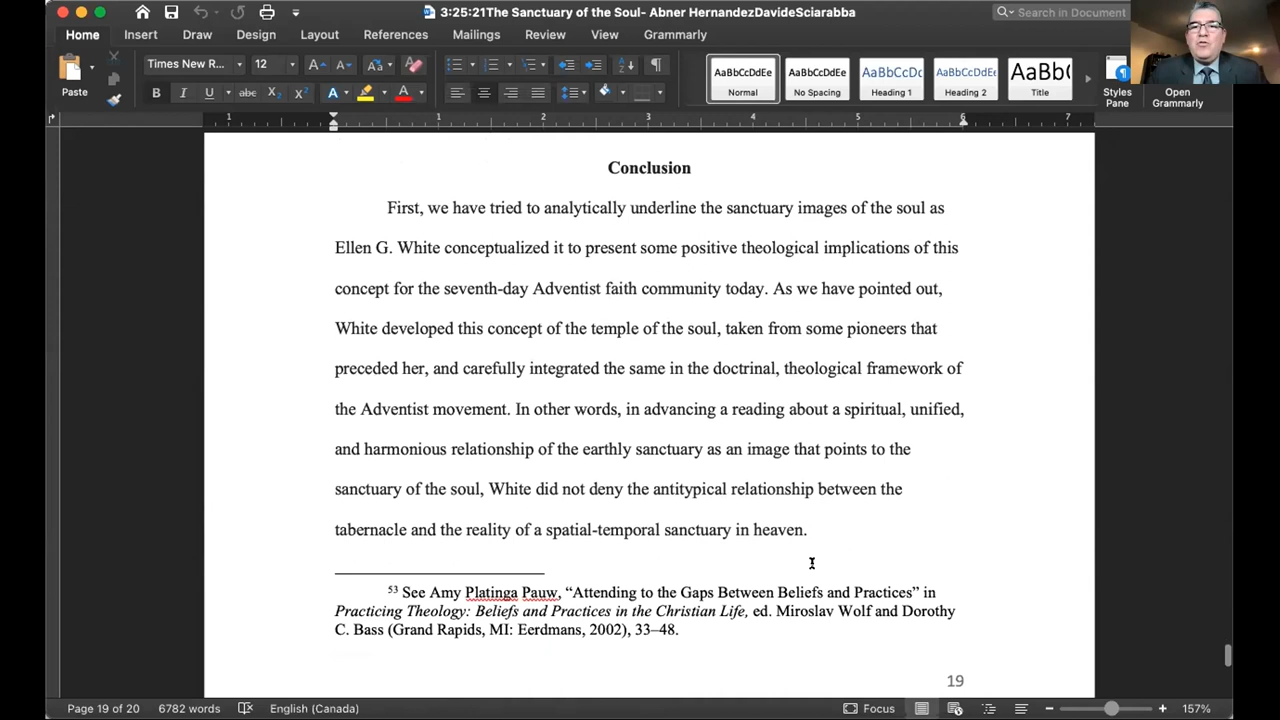 3:25:21The Sanctuary of the Soul- Abner HernandezDavideSciarabba
Search in Document
Home Insert Draw Design Layout References Mailings Review View Grammarly
Times New R... 12
Paste
AaBbCcDdEe AaBbCcDdEe AaBbCcDc AaBbCcDdEe AaBbC
Normal No Spacing Heading 1 Heading 2 Title
Styles Pane
Open Grammarly
1 1 2 3 4 5 6 7
Conclusion
First, we have tried to analytically underline the sanctuary images of the soul as
Ellen G. White conceptualized it to present some positive theological implications of this
concept for the seventh-day Adventist faith community today. As we have pointed out,
White developed this concept of the temple of the soul, taken from some pioneers that
preceded her, and carefully integrated the same in the doctrinal, theological framework of
the Adventist movement. In other words, in advancing a reading about a spiritual, unified,
and harmonious relationship of the earthly sanctuary as an image that points to the
sanctuary of the soul, White did not deny the antitypical relationship between the
tabernacle and the reality of a spatial-temporal sanctuary in heaven.
53 See Amy Platinga Pauw, “Attending to the Gaps Between Beliefs and Practices” in
Practicing Theology: Beliefs and Practices in the Christian Life, ed. Miroslav Wolf and Dorothy
C. Bass (Grand Rapids, MI: Eerdmans, 2002), 33–48.
19
Page 19 of 20 6782 words English (Canada) Focus 157%